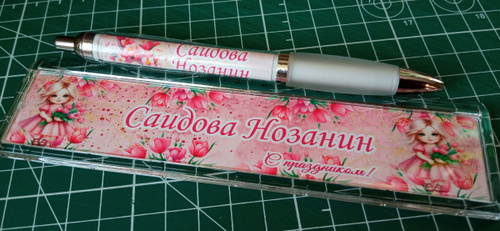 Саидова
Нозанин
Саидова Нозанин
С праздником!